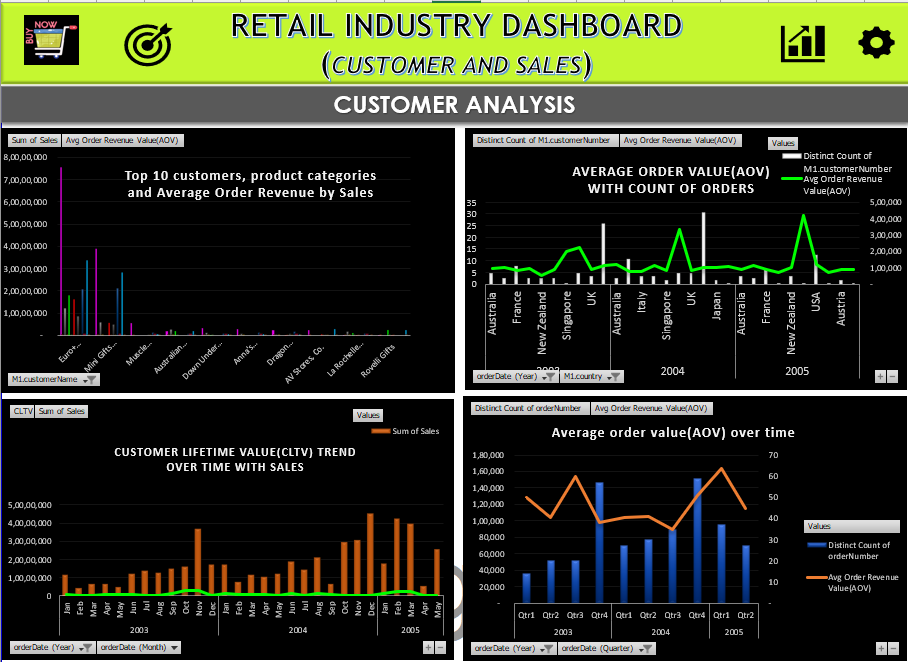 BUY NOW
RETAIL INDUSTRY DASHBOARD
(CUSTOMER AND SALES)
CUSTOMER ANALYSIS
Sum of Sales Avg Order Revenue Value(AOV)
Top 10 customers, product categories
and Average Order Revenue by Sales
8,00,00,000
7,00,00,000
6,00,00,000
5,00,00,000
4,00,00,000
3,00,00,000
2,00,00,000
1,00,00,000
-
Euro+...
Mini Gifts...
Muscle...
Australian...
Down Under...
Anna's...
Dragon...
AV Stores, Co.
La Rochelle...
Rovelli Gifts
M1.customerName
Distinct Count of M1.customerNumber Avg Order Revenue Value(AOV)
Values
Distinct Count of
M1.customerNumber
Avg Order Revenue
Value(AOV)
AVERAGE ORDER VALUE(AOV)
WITH COUNT OF ORDERS
35
30
25
20
15
10
5
0
5,00,000
4,00,000
3,00,000
2,00,000
1,00,000
-
Australia
France
New Zealand
Singapore
UK
Australia
Italy
Singapore
UK
Japan
Australia
France
New Zealand
USA
Austria
2003 2004 2005
orderDate (Year) M1.country
CLTV Sum of Sales
Values
Sum of Sales
CUSTOMER LIFETIME VALUE(CLTV) TREND
OVER TIME WITH SALES
5,00,00,000
4,00,00,000
3,00,00,000
2,00,00,000
1,00,00,000
0
Jan Feb Mar Apr May Jun Jul Aug Sep Oct Nov Dec Jan Feb Mar Apr May Jun Jul Aug Sep Oct Nov Dec Jan Feb Mar Apr May
2003 2004 2005
orderDate (Year) orderDate (Month)
Distinct Count of orderNumber Avg Order Revenue Value(AOV)
Average order value(AOV) over time
1,80,000
1,60,000
1,40,000
1,20,000
1,00,000
80,000
60,000
40,000
20,000
-
70
60
50
40
30
20
10
-
Qtr1 Qtr2 Qtr3 Qtr4 Qtr1 Qtr2 Qtr3 Qtr4 Qtr1 Qtr2
2003 2004 2005
Values
Distinct Count of
orderNumber
Avg Order Revenue
Value(AOV)
orderDate (Year) orderDate (Quarter)